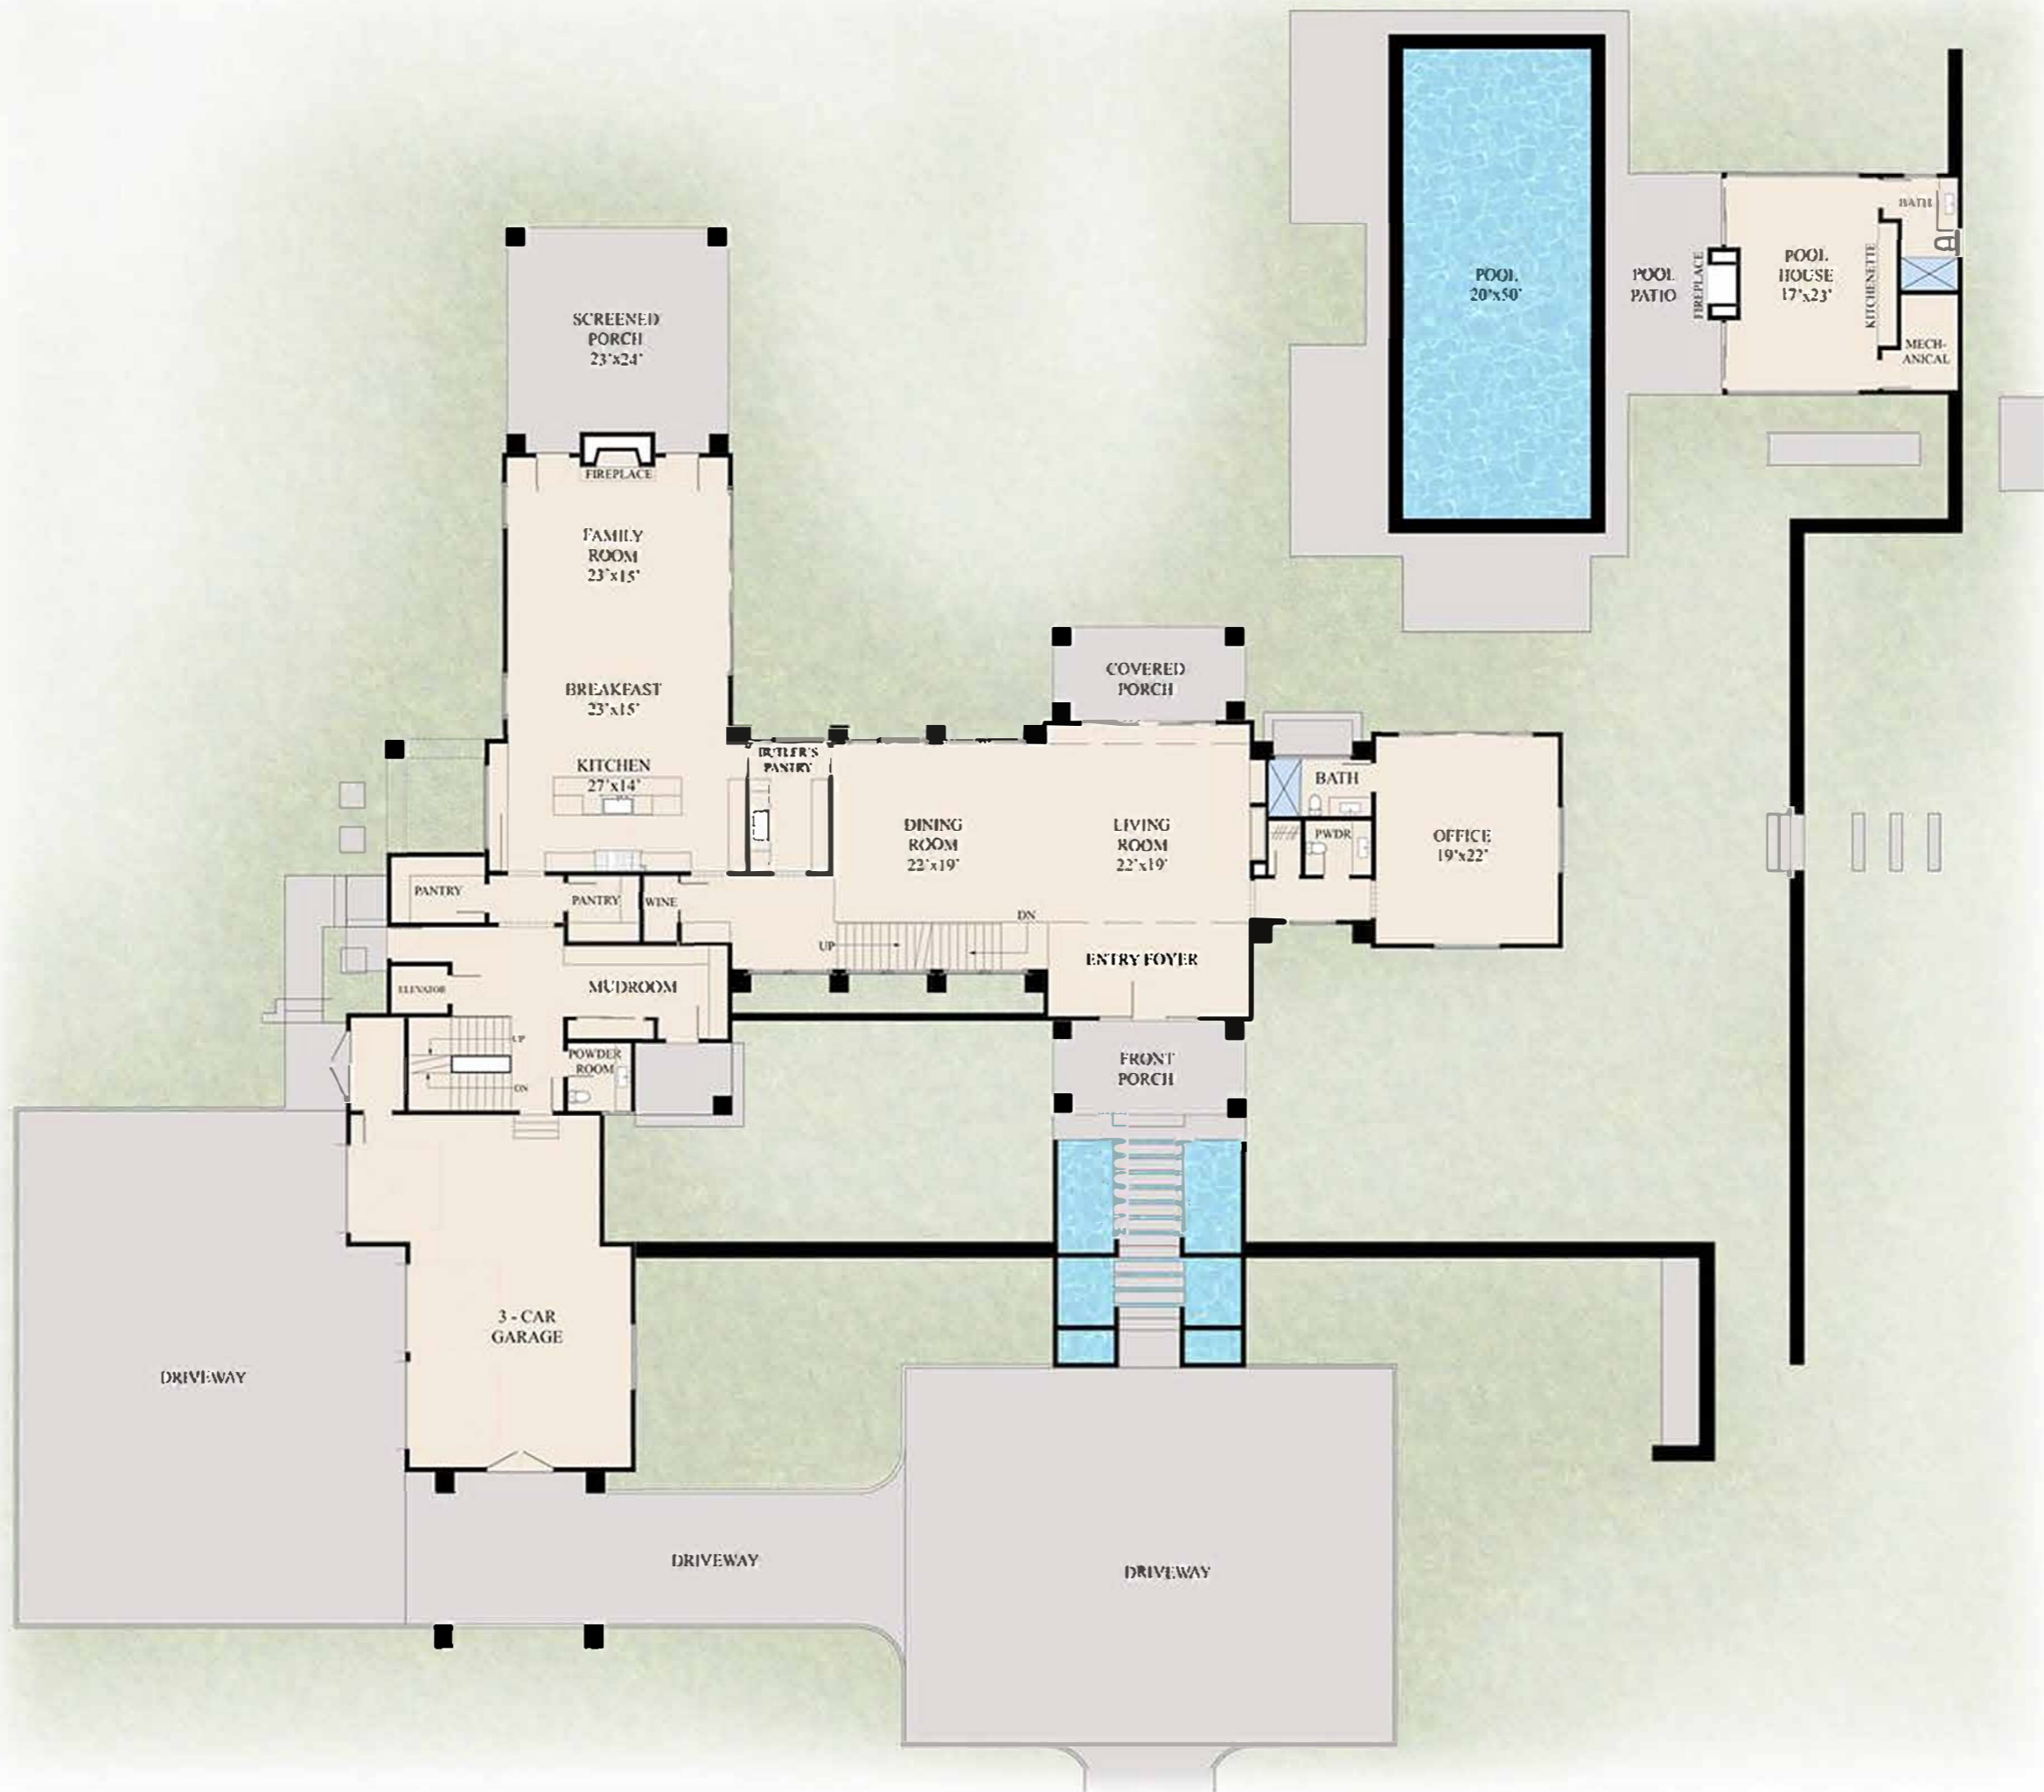 POOL
20'x50'
POOL
PATIO
FIREPLACE
POOL
HOUSE
17'x23'
KITCHENETTE
BATH
MECH-
ANICAL
SCREENED
PORCH
23'x24'
FIREPLACE
FAMILY
ROOM
23'x15'
BREAKFAST
23'x15'
KITCHEN
27'x14'
BUTLER'S
PANTRY
COVERED
PORCH
DINING
ROOM
22'x19'
LIVING
ROOM
22'x19'
BATH
PWDR
OFFICE
19'x22'
PANTRY
PANTRY
WINE
UP
DN
ENTRY FOYER
ELEVATOR
MUDROOM
UP
DN
POWDER
ROOM
FRONT
PORCH
3 - CAR
GARAGE
DRIVEWAY
DRIVEWAY
DRIVEWAY